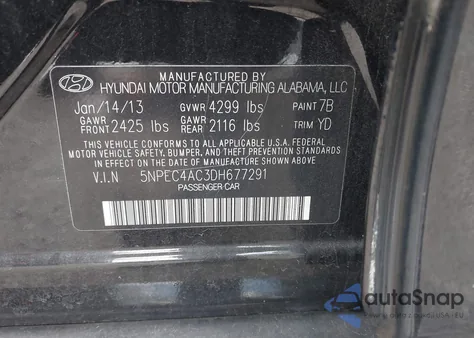 MANUFACTURED BY
HYUNDAI MOTOR MANUFACTURING ALABAMA, LLC
Jan/14/13 GVWR 4299 lbs PAINT 7B
GAWR FRONT 2425 lbs GAWR REAR 2116 lbs TRIM YD
THIS VEHICLE CONFORMS TO ALL APPLICABLE U.S.A. FEDERAL
MOTOR VEHICLE SAFETY, BUMPER, AND THEFT PREVENTION
STANDARDS IN EFFECT ON THE DATE OF MANUFACTURE
SHOWN ABOVE.
V.I.N 5NPEC4AC3DH677291
PASSENGER CAR
autoSnap